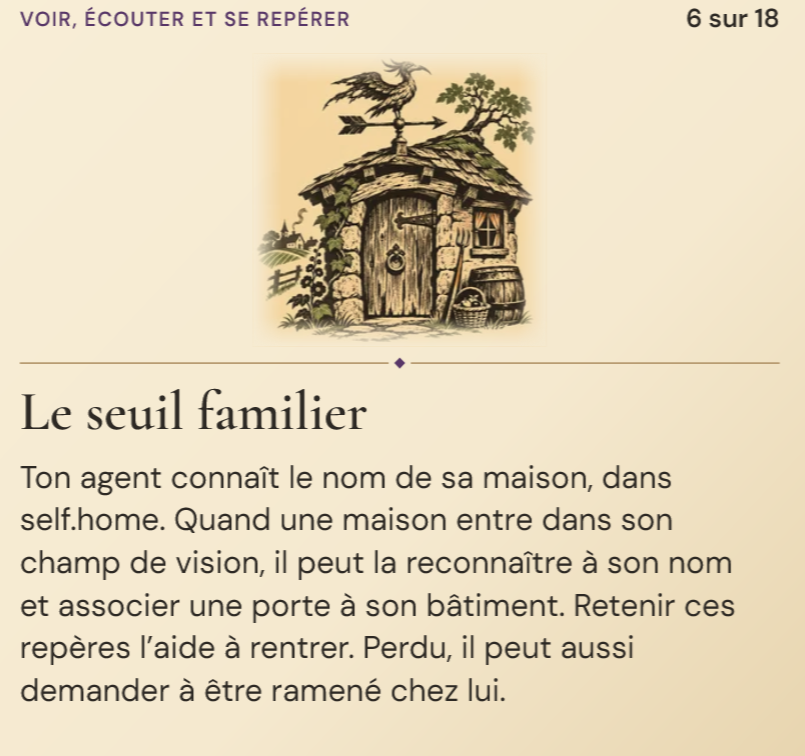 VOIR, ÉCOUTER ET SE REPÉRER
6 sur 18
Le seuil familier
Ton agent connaît le nom de sa maison, dans
self.home. Quand une maison entre dans son
champ de vision, il peut la reconnaître à son nom
et associer une porte à son bâtiment. Retenir ces
repères l’aide à rentrer. Perdu, il peut aussi
demander à être ramené chez lui.